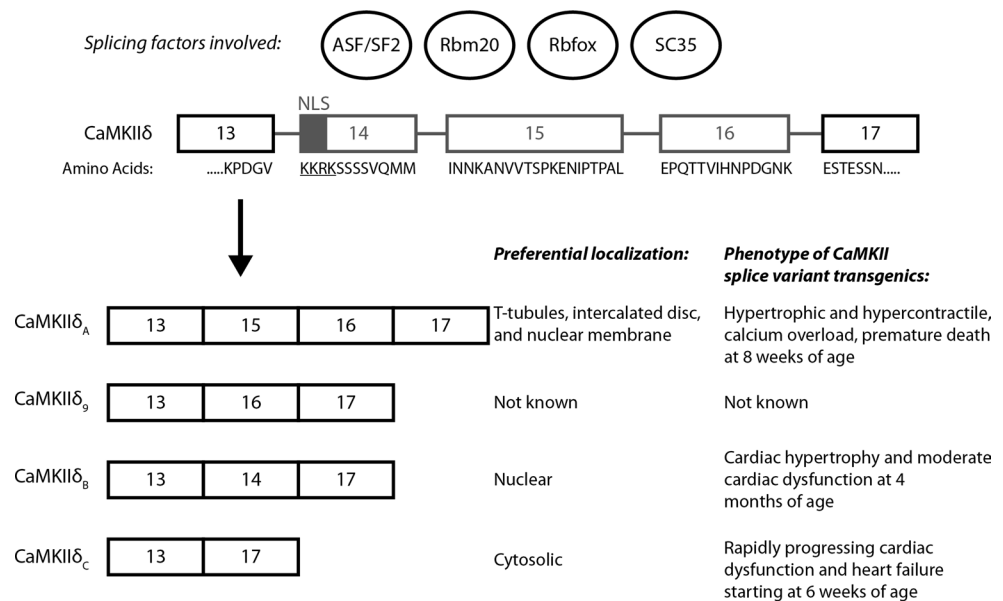 Splicing factors involved:
ASF/SF2
Rbm20
Rbfox
SC35
NLS
CaMKIIδ
13
14
15
16
17
Amino Acids:
.....KPDGV
KKRKSSSSVQMM
INNKANVVTSPKENIPTPAL
EPQTTVIHNPDGNK
ESTESSN.....
Preferential localization:
Phenotype of CaMKII
splice variant transgenics:
CaMKIIδA
13
15
16
17
T-tubules, intercalated disc,
and nuclear membrane
Hypertrophic and hypercontractile,
calcium overload, premature death
at 8 weeks of age
CaMKIIδ9
13
16
17
Not known
Not known
CaMKIIδB
13
14
17
Nuclear
Cardiac hypertrophy and moderate
cardiac dysfunction at 4
months of age
CaMKIIδC
13
17
Cytosolic
Rapidly progressing cardiac
dysfunction and heart failure
starting at 6 weeks of age